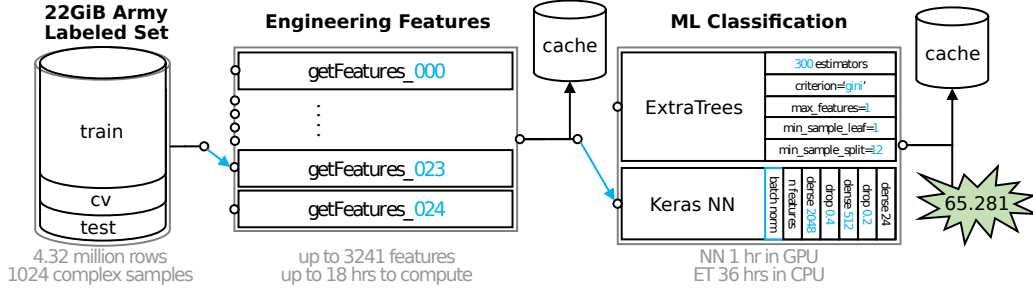 22GiB Army
Labeled Set
train
cv
test
4.32 million rows
1024 complex samples
Engineering Features
getFeatures_000
. . . .
getFeatures_023
getFeatures_024
up to 3241 features
up to 18 hrs to compute
cache
ML Classification
ExtraTrees
300 estimators
criterion='gini'
max_features=1
min_sample_leaf=1
min_sample_split=12
Keras NN
batch norm
n features
dense 2048
drop 0.4
dense 512
drop 0.2
dense 24
NN 1 hr in GPU
ET 36 hrs in CPU
cache
65.281